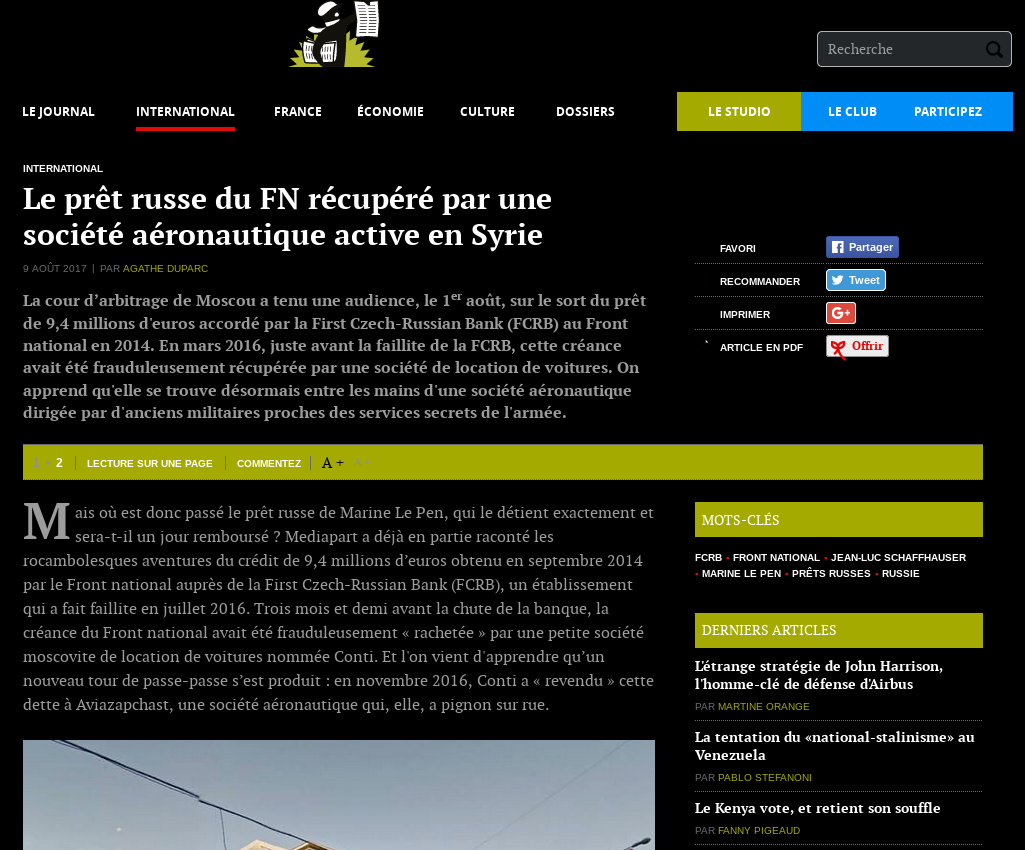 Recherche
LE JOURNAL INTERNATIONAL FRANCE ÉCONOMIE CULTURE DOSSIERS LE STUDIO LE CLUB PARTICIPEZ
INTERNATIONAL
Le prêt russe du FN récupéré par une
société aéronautique active en Syrie
9 AOÛT 2017 | PAR AGATHE DUPARC
La cour d’arbitrage de Moscou a tenu une audience, le 1er août, sur le sort du prêt
de 9,4 millions d'euros accordé par la First Czech-Russian Bank (FCRB) au Front
national en 2014. En mars 2016, juste avant la faillite de la FCRB, cette créance
avait été frauduleusement récupérée par une société de location de voitures. On
apprend qu'elle se trouve désormais entre les mains d'une société aéronautique
dirigée par d'anciens militaires proches des services secrets de l'armée.
FAVORI Partager
RECOMMANDER Tweet
IMPRIMER G+
ARTICLE EN PDF Offrir
1 2 LECTURE SUR UNE PAGE COMMENTEZ A +
Mais où est donc passé le prêt russe de Marine Le Pen, qui le détient exactement et
sera-t-il un jour remboursé ? Mediapart a déjà en partie raconté les
rocambolesques aventures du crédit de 9,4 millions d’euros obtenu en septembre 2014
par le Front national auprès de la First Czech-Russian Bank (FCRB), un établissement
qui a fait faillite en juillet 2016. Trois mois et demi avant la chute de la banque, la
créance du Front national avait été frauduleusement « rachetée » par une petite société
moscovite de location de voitures nommée Conti. Et l'on vient d'apprendre qu’un
nouveau tour de passe-passe s’est produit : en novembre 2016, Conti a « revendu » cette
dette à Aviazapchast, une société aéronautique qui, elle, a pignon sur rue.
MOTS-CLÉS
FCRB • FRONT NATIONAL • JEAN-LUC SCHAFFHAUSER
• MARINE LE PEN • PRÊTS RUSSES • RUSSIE
DERNIERS ARTICLES
L'étrange stratégie de John Harrison,
l'homme-clé de défense d'Airbus
PAR MARTINE ORANGE
La tentation du «national-stalinisme» au
Venezuela
PAR PABLO STEFANONI
Le Kenya vote, et retient son souffle
PAR FANNY PIGEAUD